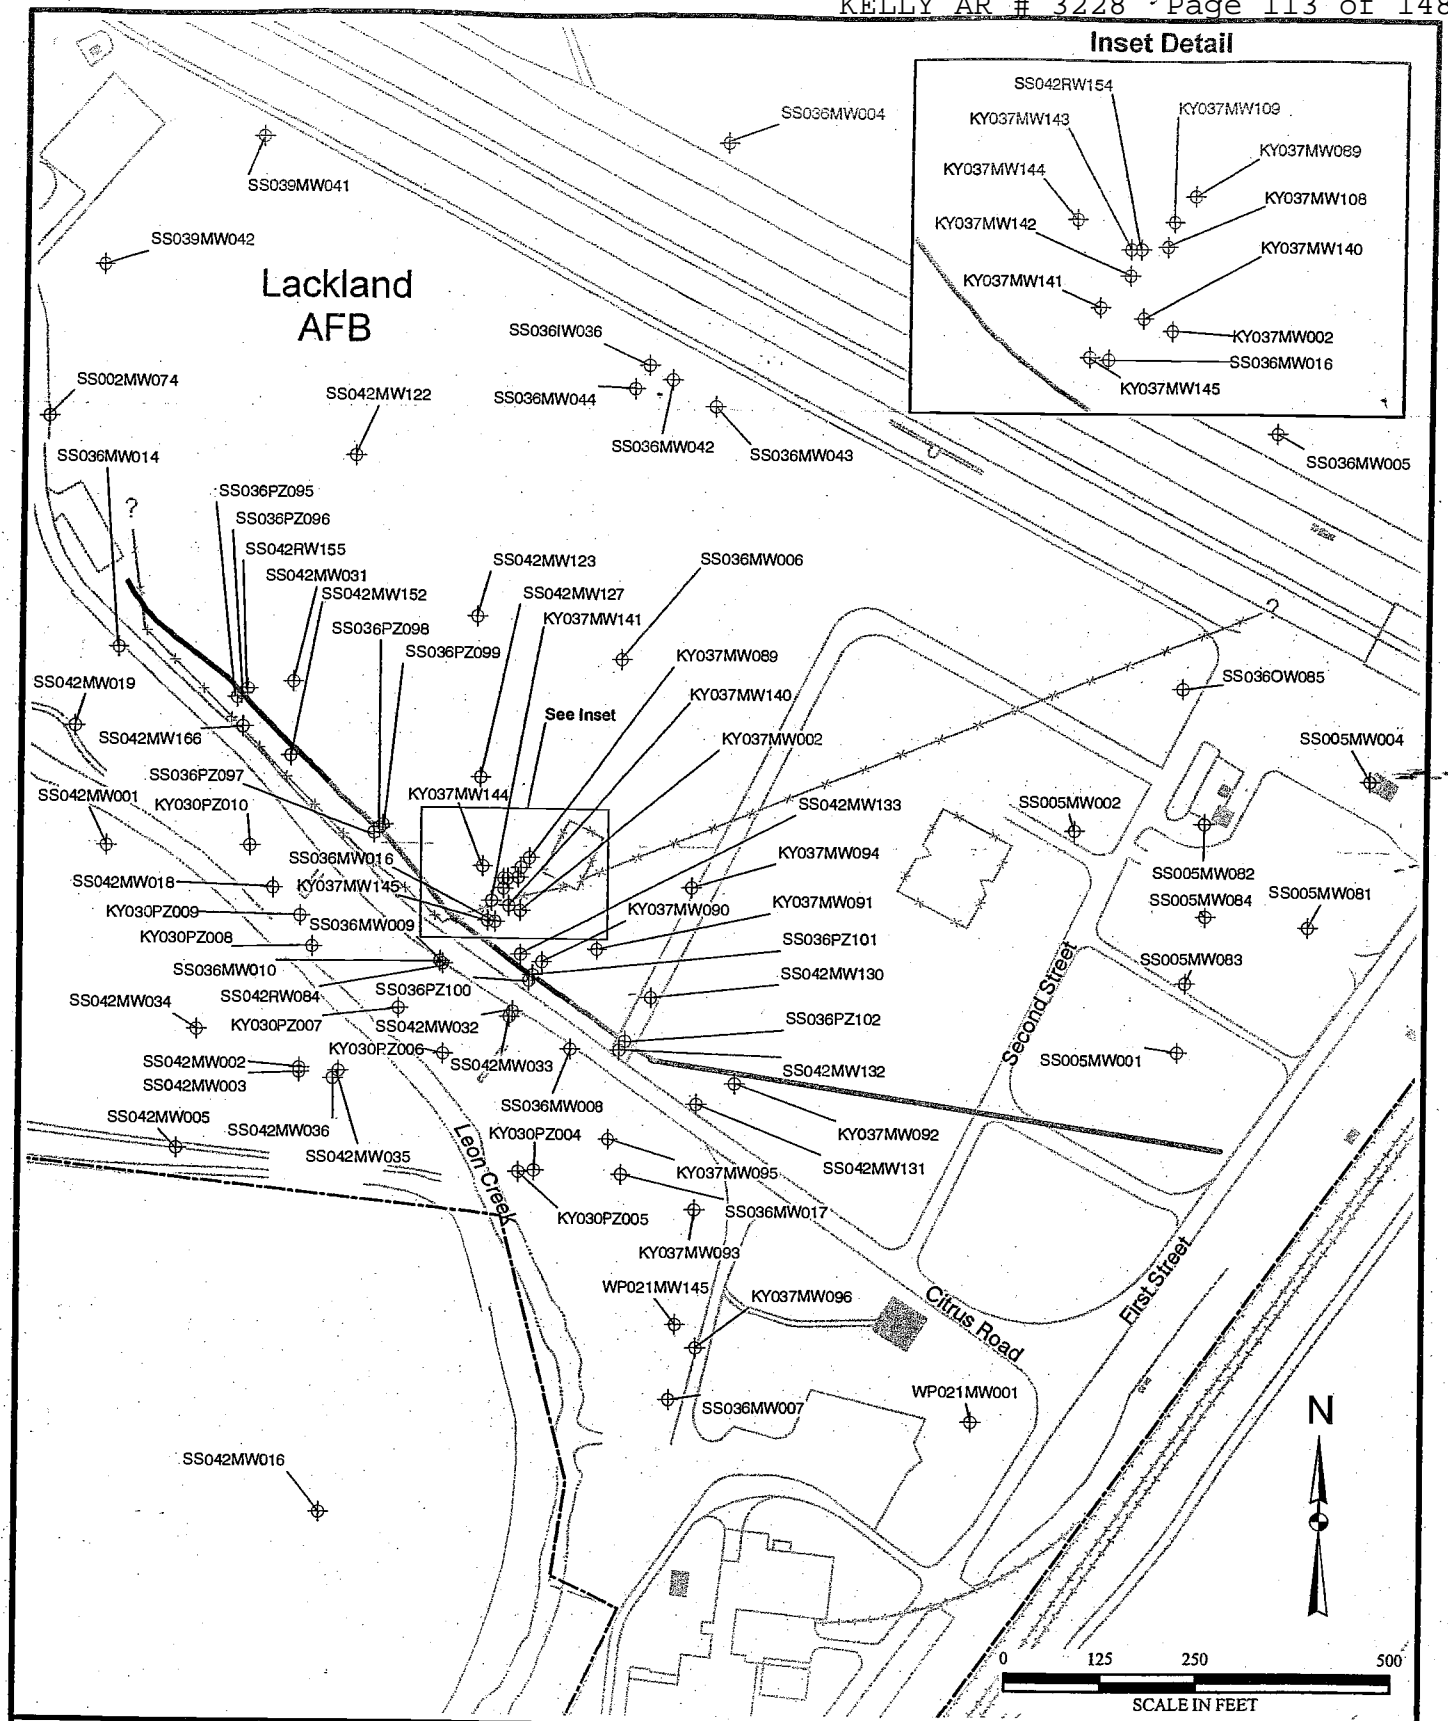 KELLY AR # 3228 Page 113 of 148
Inset Detail
SS042RW154
KY037MW109
KY037MW143
KY037MW089
KY037MW144
KY037MW108
KY037MW142
KY037MW140
KY037MW141
KY037MW002
SS036MW016
KY037MW145
SS036MW004
SS039MW041
SS039MW042
Lackland
AFB
SS036IW036
SS002MW074
SS042MW122
SS036MW044
SS036MW042
SS036MW043
SS036MW005
SS036MW014
SS036PZ095
?
SS036PZ096
SS042RW155
SS042MW031
SS042MW152
SS042MW123
SS036MW006
SS042MW127
KY037MW141
SS036PZ098
SS036PZ099
KY037MW089
?
SS042MW019
KY037MW140
SS036OW085
See Inset
SS042MW166
KY037MW002
SS005MW004
SS036PZ097
SS042MW001
KY030PZ010
KY037MW144
SS042MW133
SS005MW002
SS036MW016
KY037MW094
SS005MW082
SS042MW018
KY037MW145
SS005MW081
KY030PZ009
SS036MW009
KY037MW090
KY037MW091
SS005MW084
KY030PZ008
SS036PZ101
SS036MW010
SS005MW083
SS042RW084
SS036PZ100
SS042MW130
SS042MW034
KY030PZ007
SS042MW032
SS036PZ102
Second Street
KY030PZ006
SS042MW002
SS042MW033
SS042MW132
SS005MW001
SS042MW003
SS036MW008
SS042MW005
SS042MW036
KY030PZ004
KY037MW092
SS042MW035
Leon Creek
KY037MW095
SS042MW131
KY030PZ005
SS036MW017
KY037MW093
WP021MW145
KY037MW096
Citrus Road
First Street
SS036MW007
WP021MW001
N
SS042MW016
0 125 250 500
SCALE IN FEET